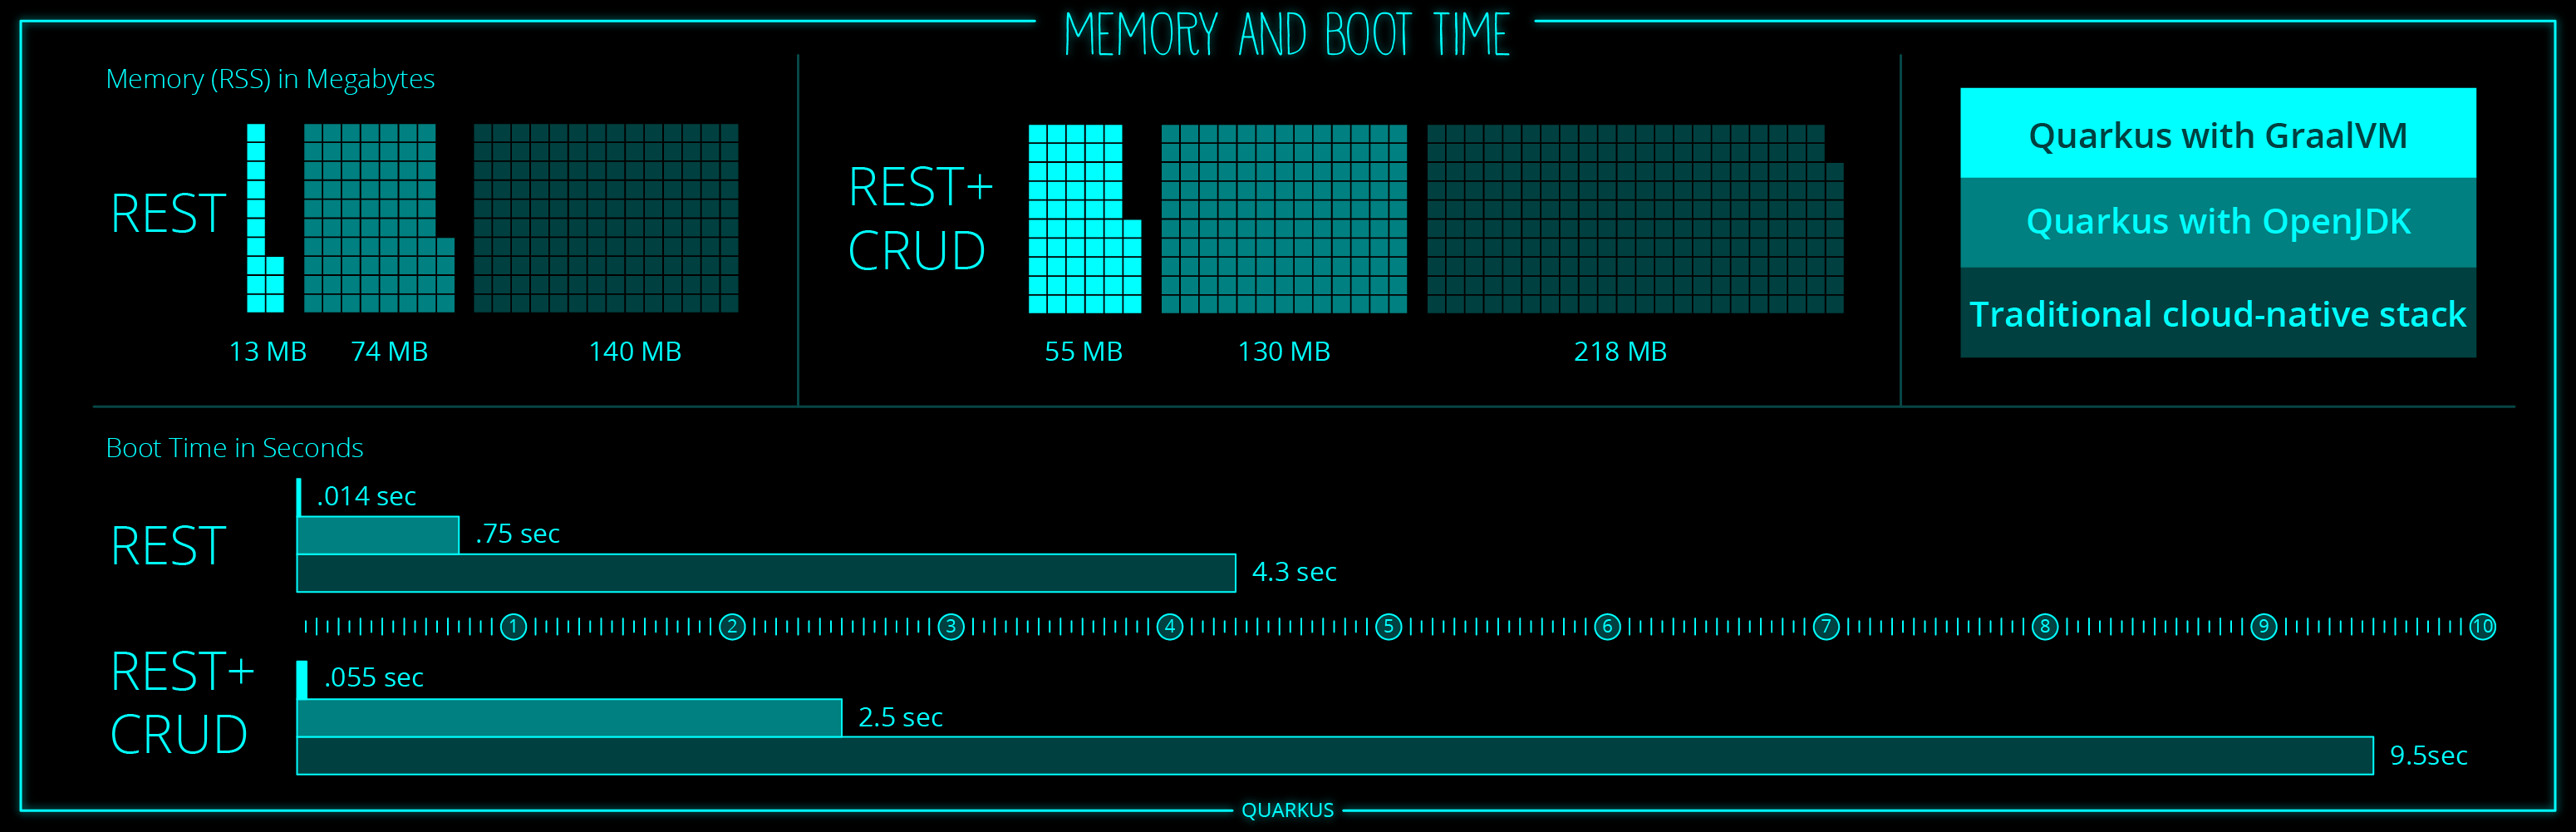 MEMORY AND BOOT TIME
Memory (RSS) in Megabytes
REST
13 MB
74 MB
140 MB
REST+
CRUD
55 MB
130 MB
218 MB
Quarkus with GraalVM
Quarkus with OpenJDK
Traditional cloud-native stack
Boot Time in Seconds
REST
.014 sec
.75 sec
4.3 sec
1 2 3 4 5 6 7 8 9 10
REST+
CRUD
.055 sec
2.5 sec
9.5sec
QUARKUS